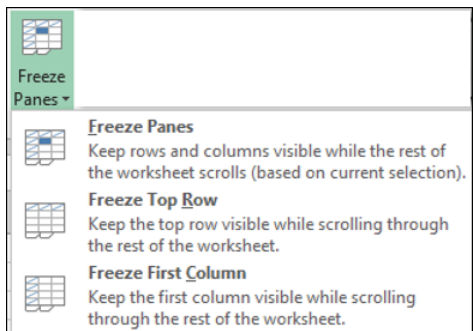 Freeze
Panes
Freeze Panes
Keep rows and columns visible while the rest of
the worksheet scrolls (based on current selection).
Freeze Top Row
Keep the top row visible while scrolling through
the rest of the worksheet.
Freeze First Column
Keep the first column visible while scrolling
through the rest of the worksheet.